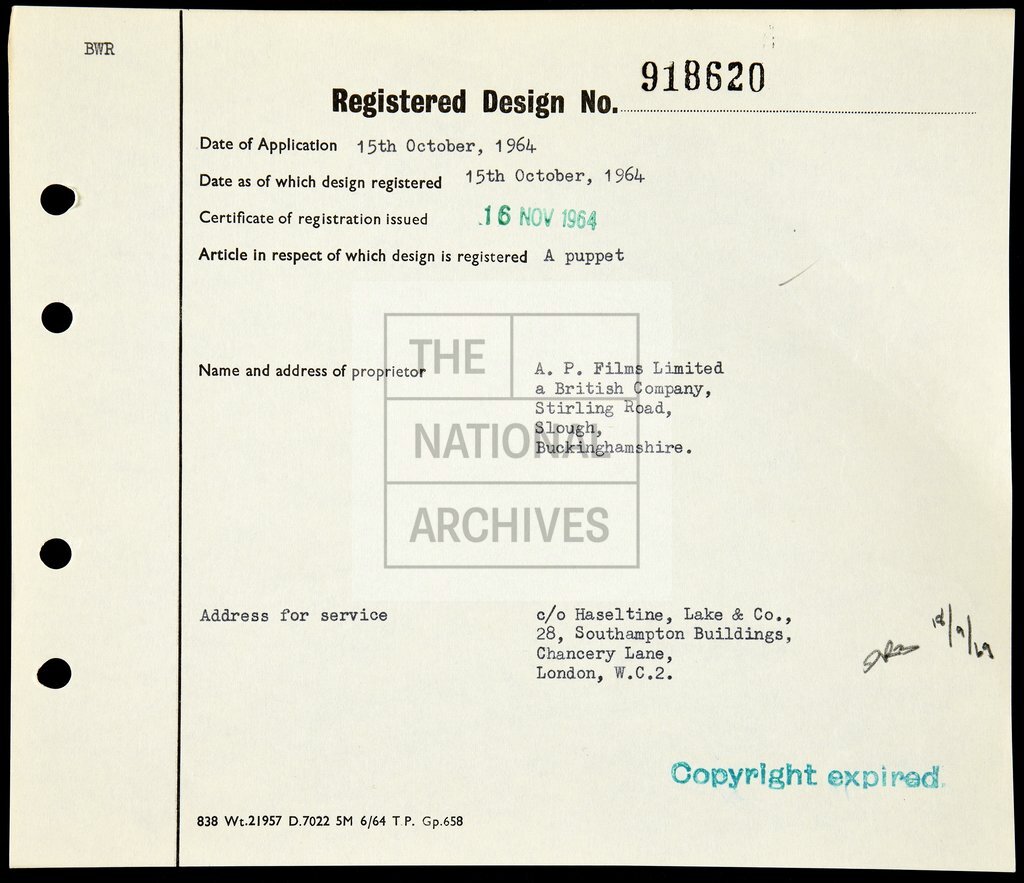 BWR
Registered Design No. 918620
Date of Application 15th October, 1964
Date as of which design registered 15th October, 1964
Certificate of registration issued 16 NOV 1964
Article in respect of which design is registered A puppet
Name and address of proprietor A. P. Films Limited
a British Company,
Stirling Road,
Slough,
Buckinghamshire.
THE
NATIONAL
ARCHIVES
Address for service c/o Haseltine, Lake & Co.,
28, Southampton Buildings,
Chancery Lane,
London, W.C.2.
Copyright expired.
838 Wt.21957 D.7022 5M 6/64 T.P. Gp.658